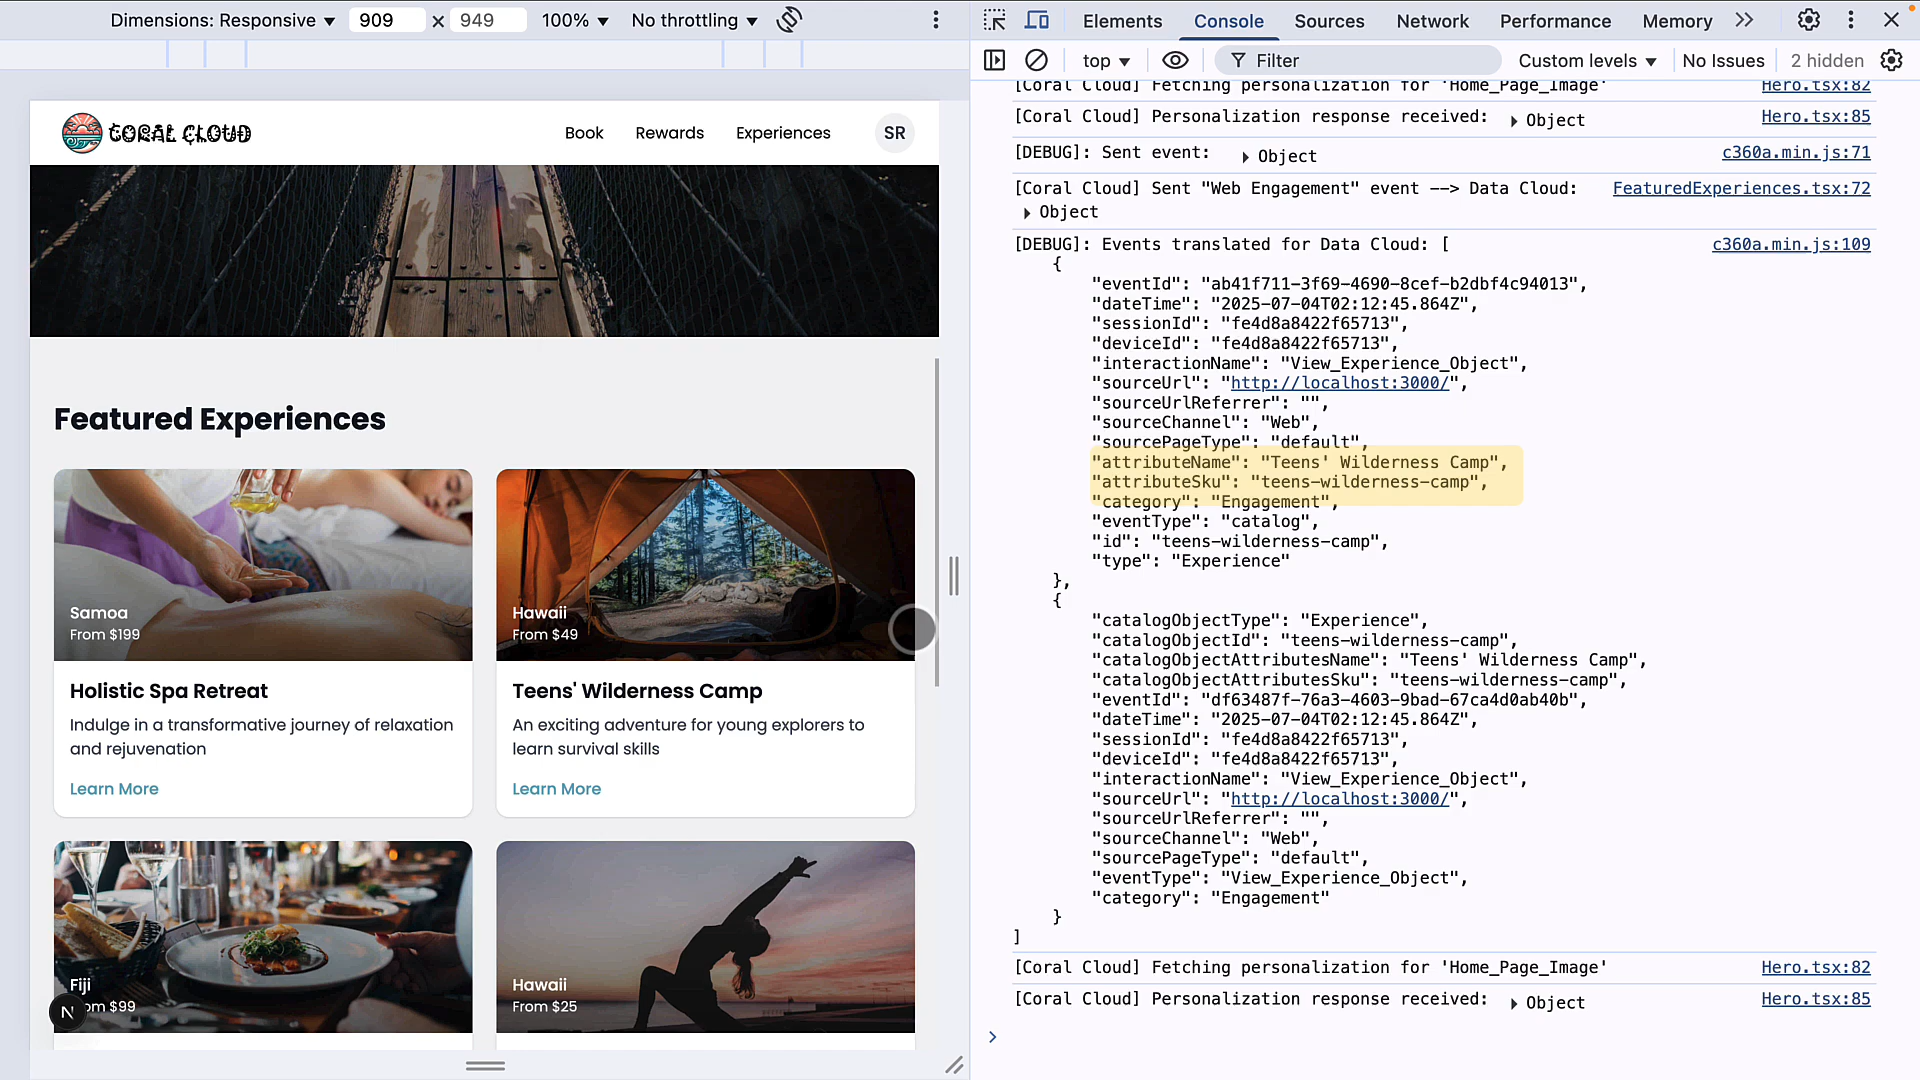 Dimensions: Responsive ▼ 909 × 949 100% ▼ No throttling ▼
CORAL CLOUD
Book Rewards Experiences SR
Featured Experiences
Samoa
From $199
Holistic Spa Retreat
Indulge in a transformative journey of relaxation
and rejuvenation
Learn More
Hawaii
From $49
Teens' Wilderness Camp
An exciting adventure for young explorers to
learn survival skills
Learn More
Fiji
om $99
N
Hawaii
From $25
Elements Console Sources Network Performance Memory
top ▼ Filter Custom levels ▼ No Issues 2 hidden
[Coral Cloud] Fetching personalization for 'Home_Page_Image' Hero.tsx:82
[Coral Cloud] Personalization response received: ▶ Object Hero.tsx:85
[DEBUG]: Sent event: ▶ Object c360a.min.js:71
[Coral Cloud] Sent "Web Engagement" event --> Data Cloud: FeaturedExperiences.tsx:72
▶ Object
[DEBUG]: Events translated for Data Cloud: [ c360a.min.js:109
{
"eventId": "ab41f711-3f69-4690-8cef-b2dbf4c94013",
"dateTime": "2025-07-04T02:12:45.864Z",
"sessionId": "fe4d8a8422f65713",
"deviceId": "fe4d8a8422f65713",
"interactionName": "View_Experience_Object",
"sourceUrl": "http://localhost:3000/",
"sourceUrlReferrer": "",
"sourceChannel": "Web",
"sourcePageType": "default",
"attributeName": "Teens' Wilderness Camp",
"attributeSku": "teens-wilderness-camp",
"category": "Engagement",
"eventType": "catalog",
"id": "teens-wilderness-camp",
"type": "Experience"
},
{
"catalogObjectType": "Experience",
"catalogObjectId": "teens-wilderness-camp",
"catalogObjectAttributesName": "Teens' Wilderness Camp",
"catalogObjectAttributesSku": "teens-wilderness-camp",
"eventId": "df63487f-76a3-4603-9bad-67ca4d0ab40b",
"dateTime": "2025-07-04T02:12:45.864Z",
"sessionId": "fe4d8a8422f65713",
"deviceId": "fe4d8a8422f65713",
"interactionName": "View_Experience_Object",
"sourceUrl": "http://localhost:3000/",
"sourceUrlReferrer": "",
"sourceChannel": "Web",
"sourcePageType": "default",
"eventType": "View_Experience_Object",
"category": "Engagement"
}
]
[Coral Cloud] Fetching personalization for 'Home_Page_Image' Hero.tsx:82
[Coral Cloud] Personalization response received: ▶ Object Hero.tsx:85